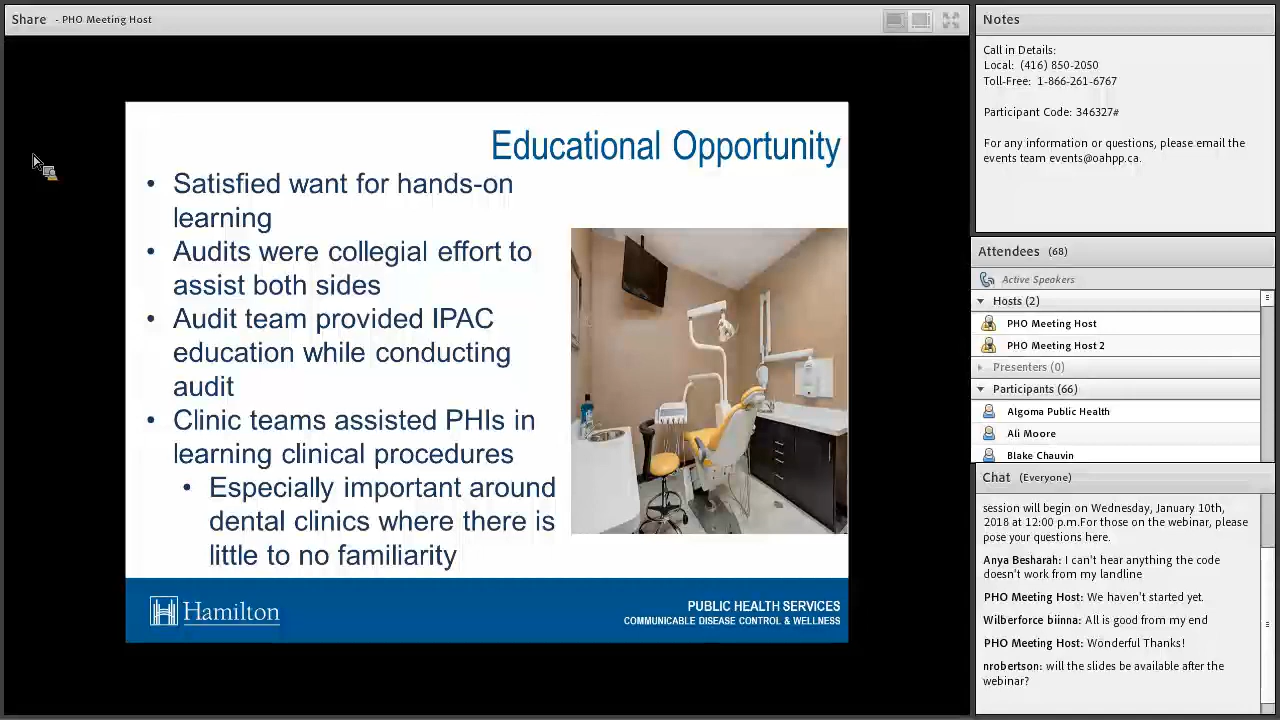 Share - PHO Meeting Host
Educational Opportunity
• Satisfied want for hands-on
learning
• Audits were collegial effort to
assist both sides
• Audit team provided IPAC
education while conducting
audit
• Clinic teams assisted PHIs in
learning clinical procedures
• Especially important around
dental clinics where there is
little to no familiarity
Hamilton
PUBLIC HEALTH SERVICES
COMMUNICABLE DISEASE CONTROL & WELLNESS
Notes
Call in Details:
Local: (416) 850-2050
Toll-Free: 1-866-261-6767
Participant Code: 346327#
For any information or questions, please email the
events team events@oahpp.ca.
Attendees (68)
Active Speakers
Hosts (2)
PHO Meeting Host
PHO Meeting Host 2
Presenters (0)
Participants (66)
Algoma Public Health
Ali Moore
Blake Chauvin
Chat (Everyone)
session will begin on Wednesday, January 10th,
2018 at 12:00 p.m.For those on the webinar, please
pose your questions here.
Anya Besharah: I can't hear anything the code
doesn't work from my landline
PHO Meeting Host: We haven't started yet.
Wilberforce biinna: All is good from my end
PHO Meeting Host: Wonderful Thanks!
nrobertson: will the slides be available after the
webinar?